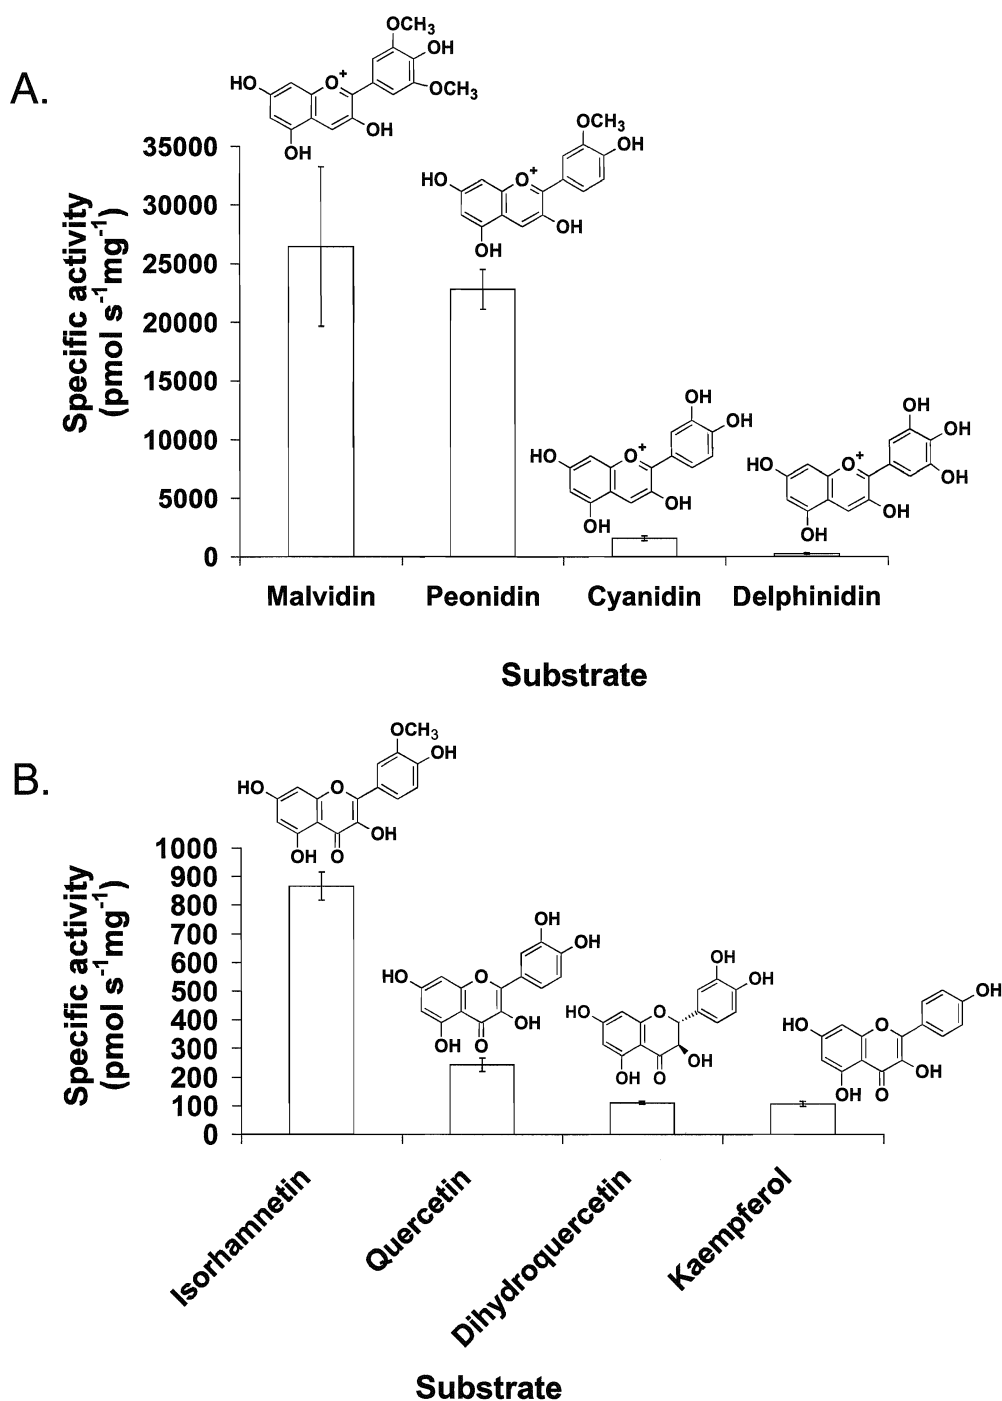 A.
OCH3
OH
OCH3
HO
O+
OH
OH
OCH3
OH
HO
O+
OH
OH
OH
OH
HO
O+
OH
OH
OH
OH
OH
HO
O+
OH
OH
Specific activity
(pmol s-1mg-1)
35000
30000
25000
20000
15000
10000
5000
0
Malvidin Peonidin Cyanidin Delphinidin
Substrate
B.
OCH3
OH
HO
O
OH
OH O
OH
OH
HO
O
OH
OH O
OH
OH
HO
O
OH
OH O
OH
HO
O
OH
OH O
Specific activity
(pmol s-1mg-1)
1000
900
800
700
600
500
400
300
200
100
0
Isorhamnetin
Quercetin
Dihydroquercetin
Kaempferol
Substrate